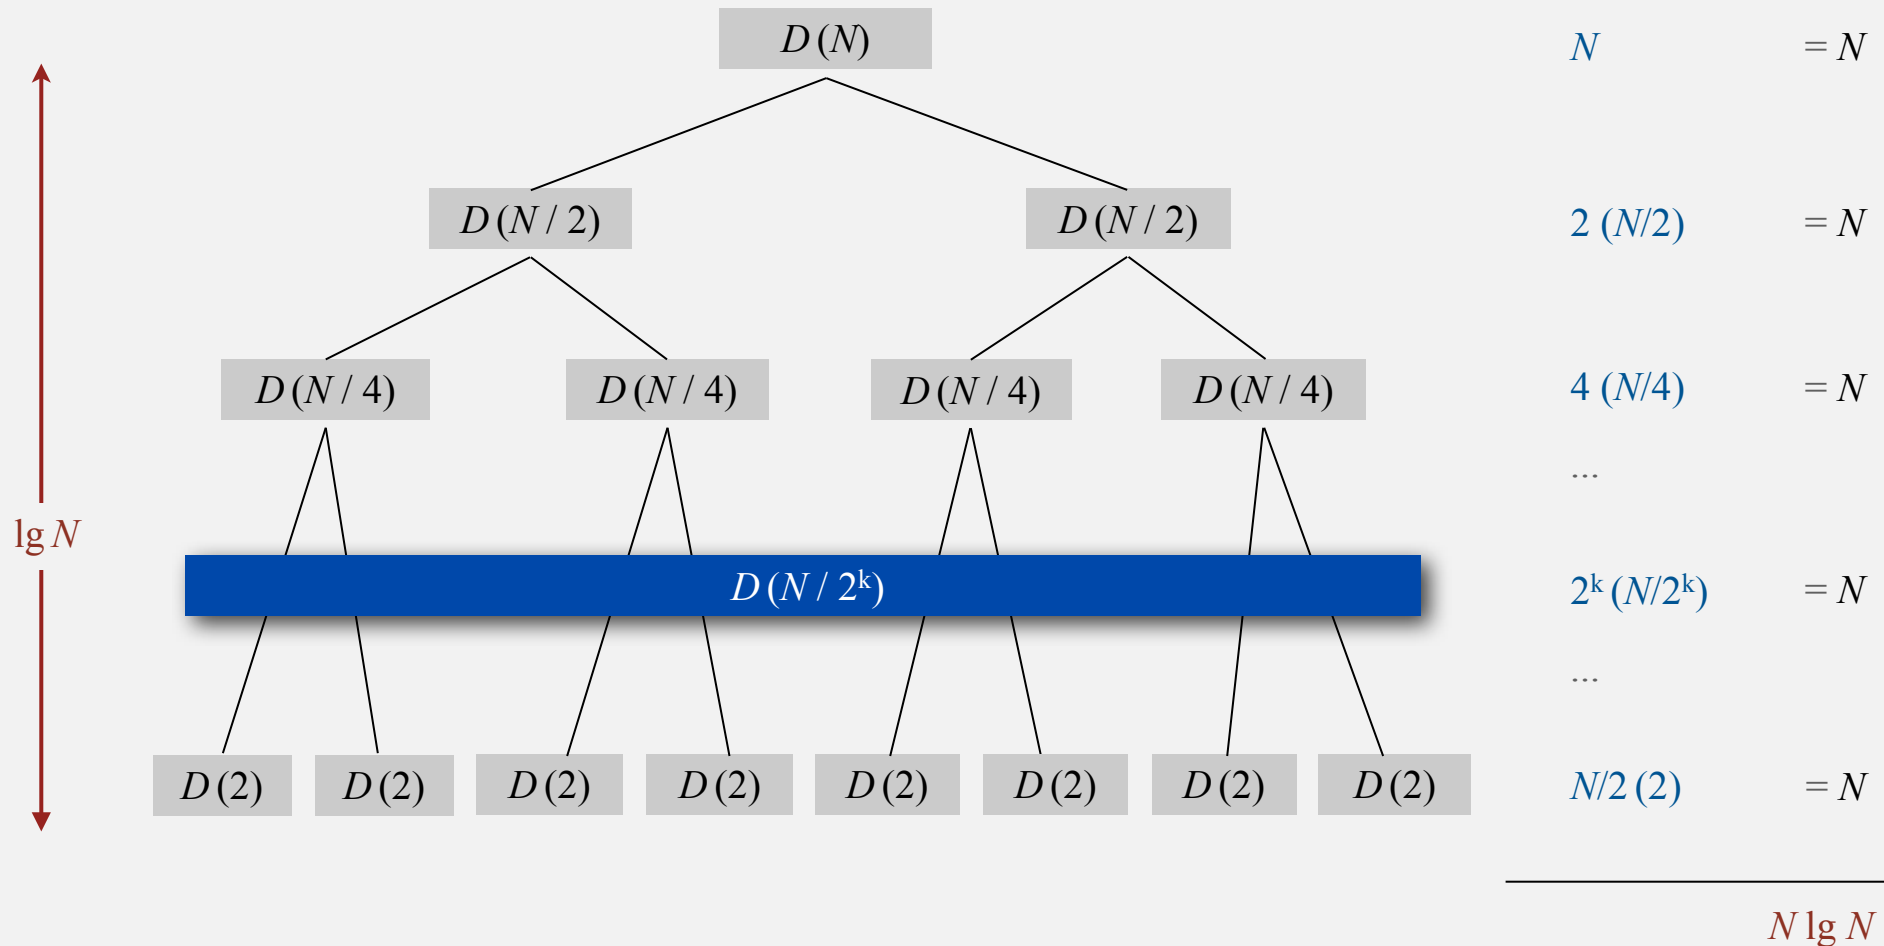 D (N) N = N
D (N / 2) D (N / 2) 2 (N/2) = N
D (N / 4) D (N / 4) D (N / 4) D (N / 4) 4 (N/4) = N
...
lg N
D (N / 2ᵏ) 2ᵏ (N/2ᵏ) = N
...
D (2) D (2) D (2) D (2) D (2) D (2) D (2) D (2) N/2 (2) = N
N lg N